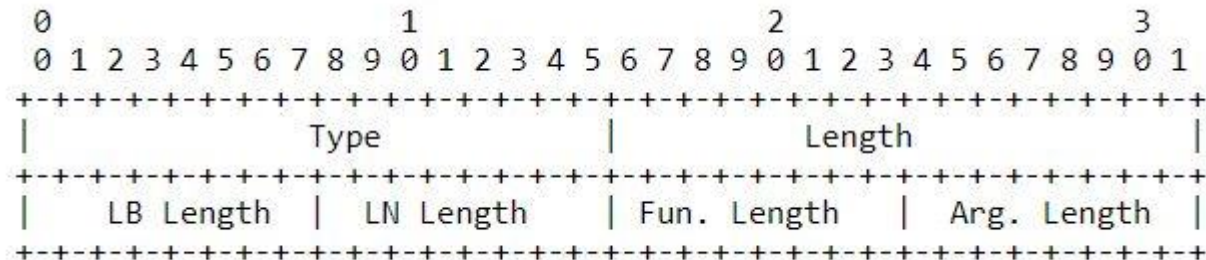 0                   1                   2                   3
 0 1 2 3 4 5 6 7 8 9 0 1 2 3 4 5 6 7 8 9 0 1 2 3 4 5 6 7 8 9 0 1
+-+-+-+-+-+-+-+-+-+-+-+-+-+-+-+-+-+-+-+-+-+-+-+-+-+-+-+-+-+-+-+-+
|               Type            |          Length               |
+-+-+-+-+-+-+-+-+-+-+-+-+-+-+-+-+-+-+-+-+-+-+-+-+-+-+-+-+-+-+-+-+
|    LB Length  |  LN Length    | Fun. Length   |  Arg. Length  |
+-+-+-+-+-+-+-+-+-+-+-+-+-+-+-+-+-+-+-+-+-+-+-+-+-+-+-+-+-+-+-+-+